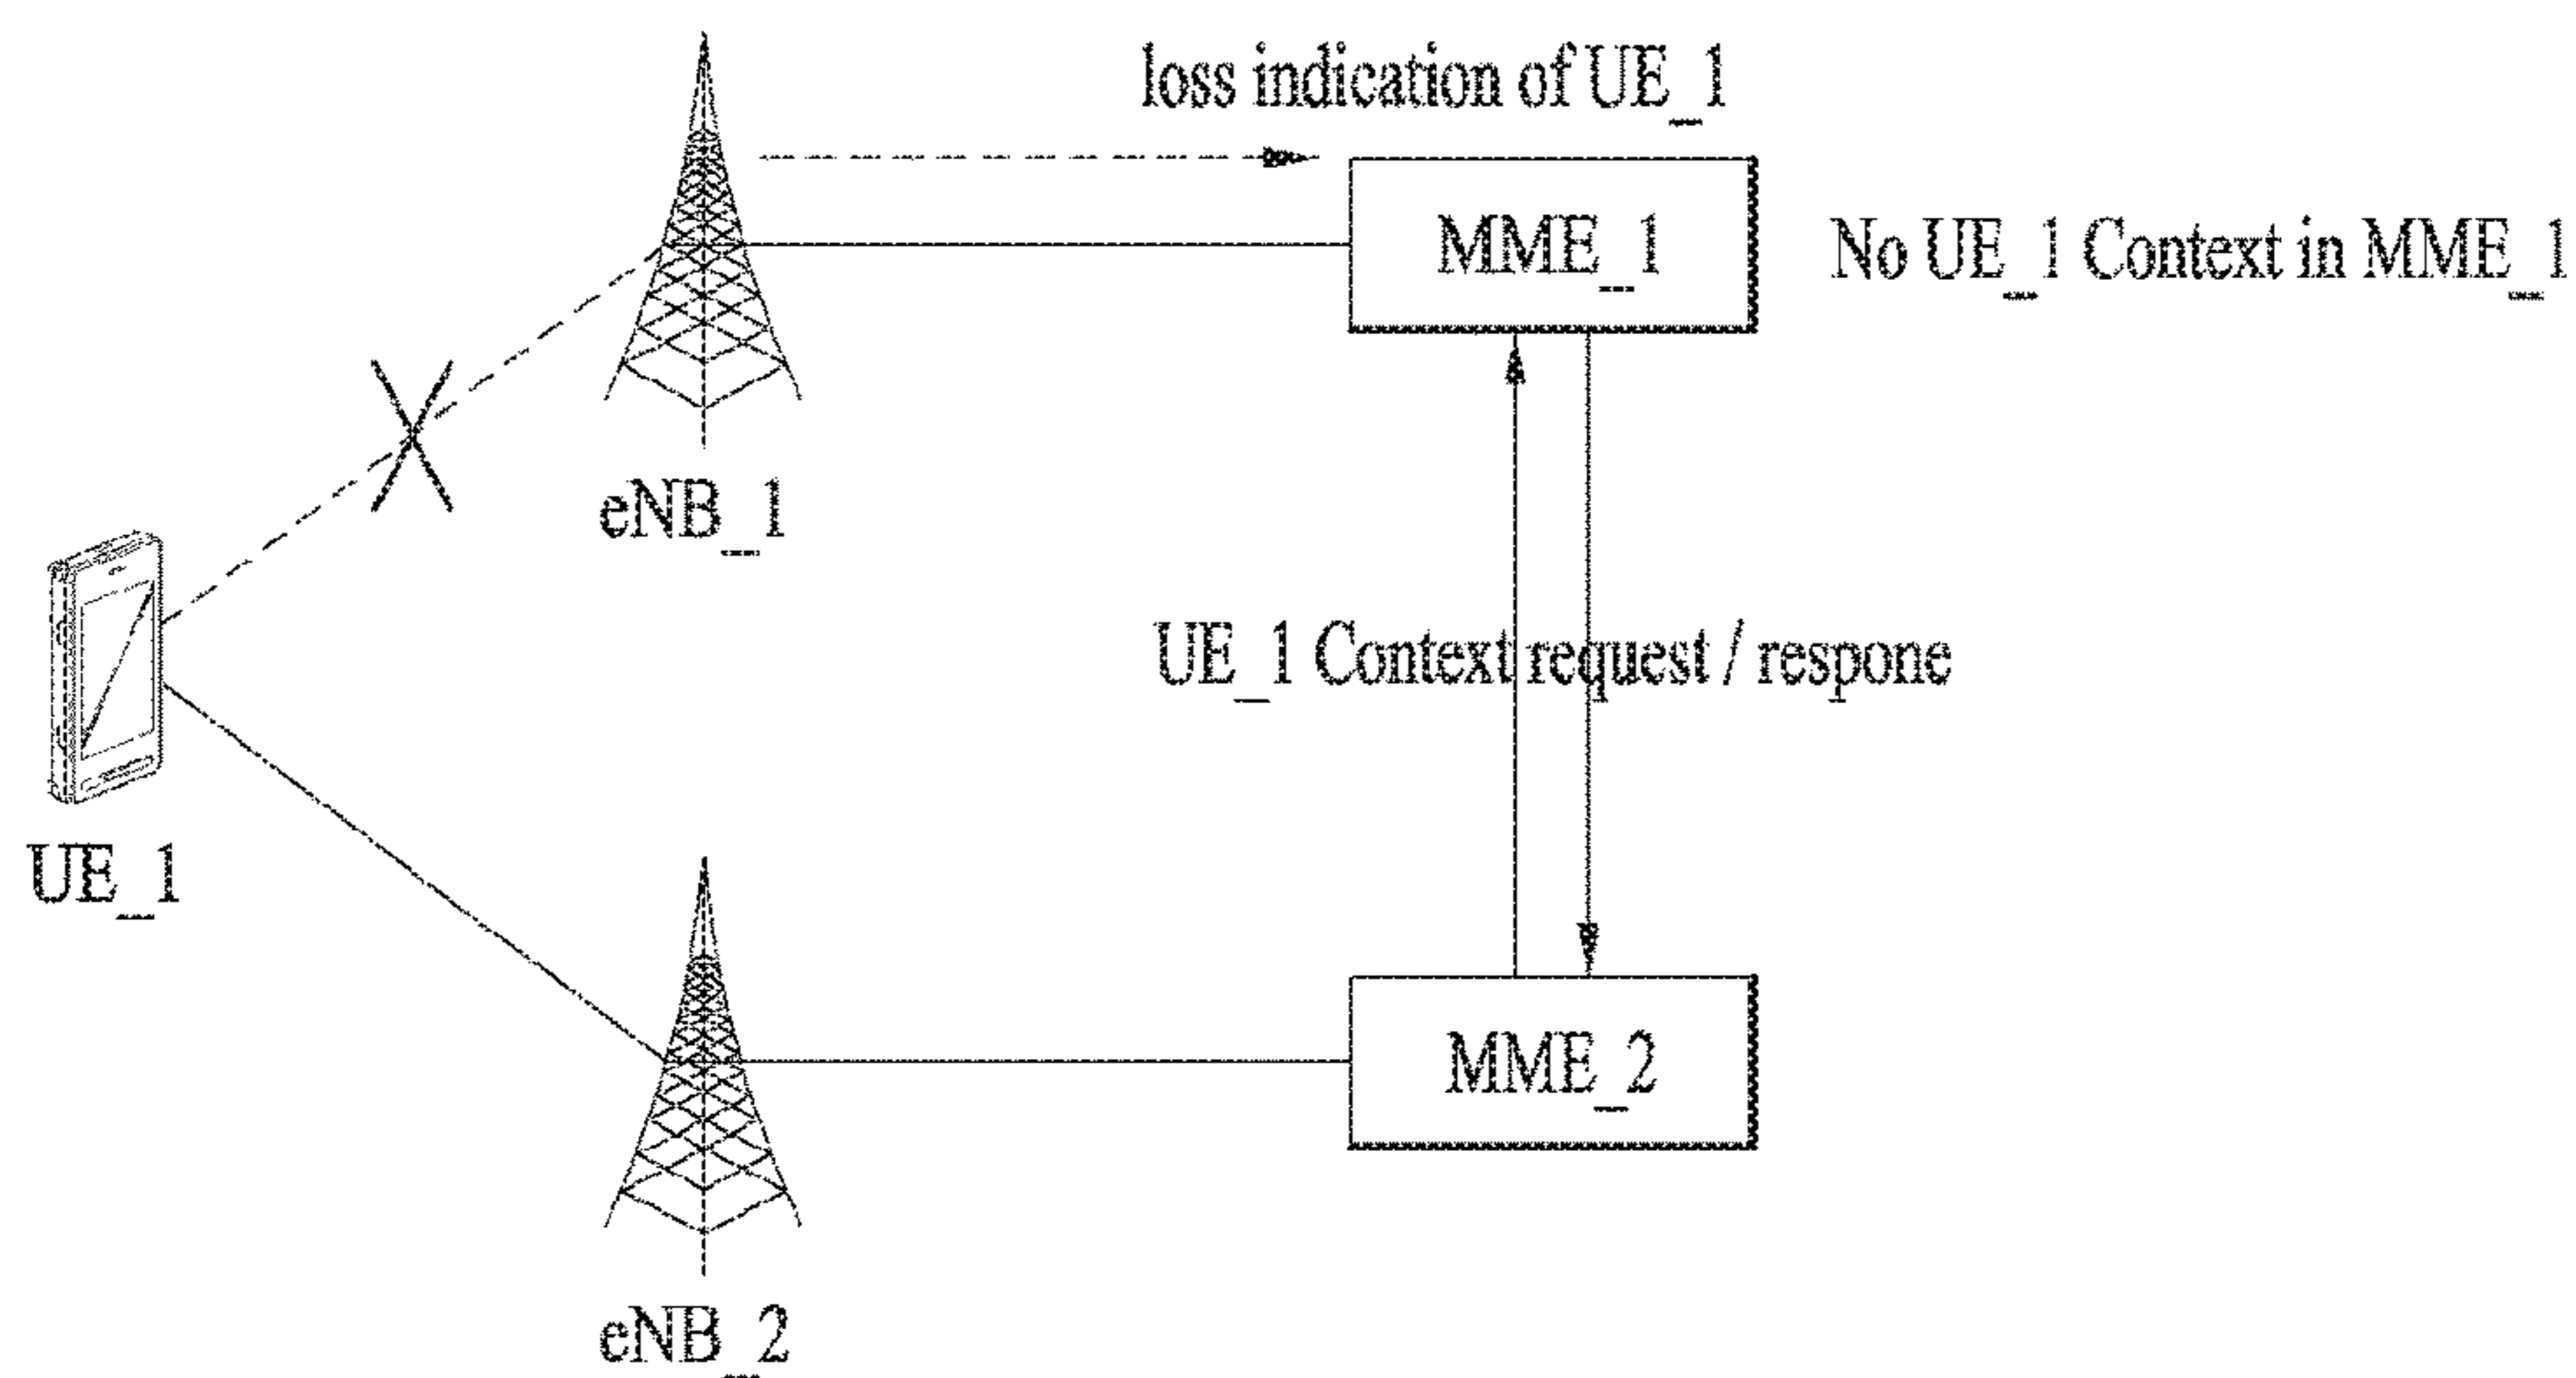 loss indication of UE_1
MME_1
No UE_1 Context in MME_1
eNB_1
UE_1 Context request / respone
UE_1
MME_2
eNB_2